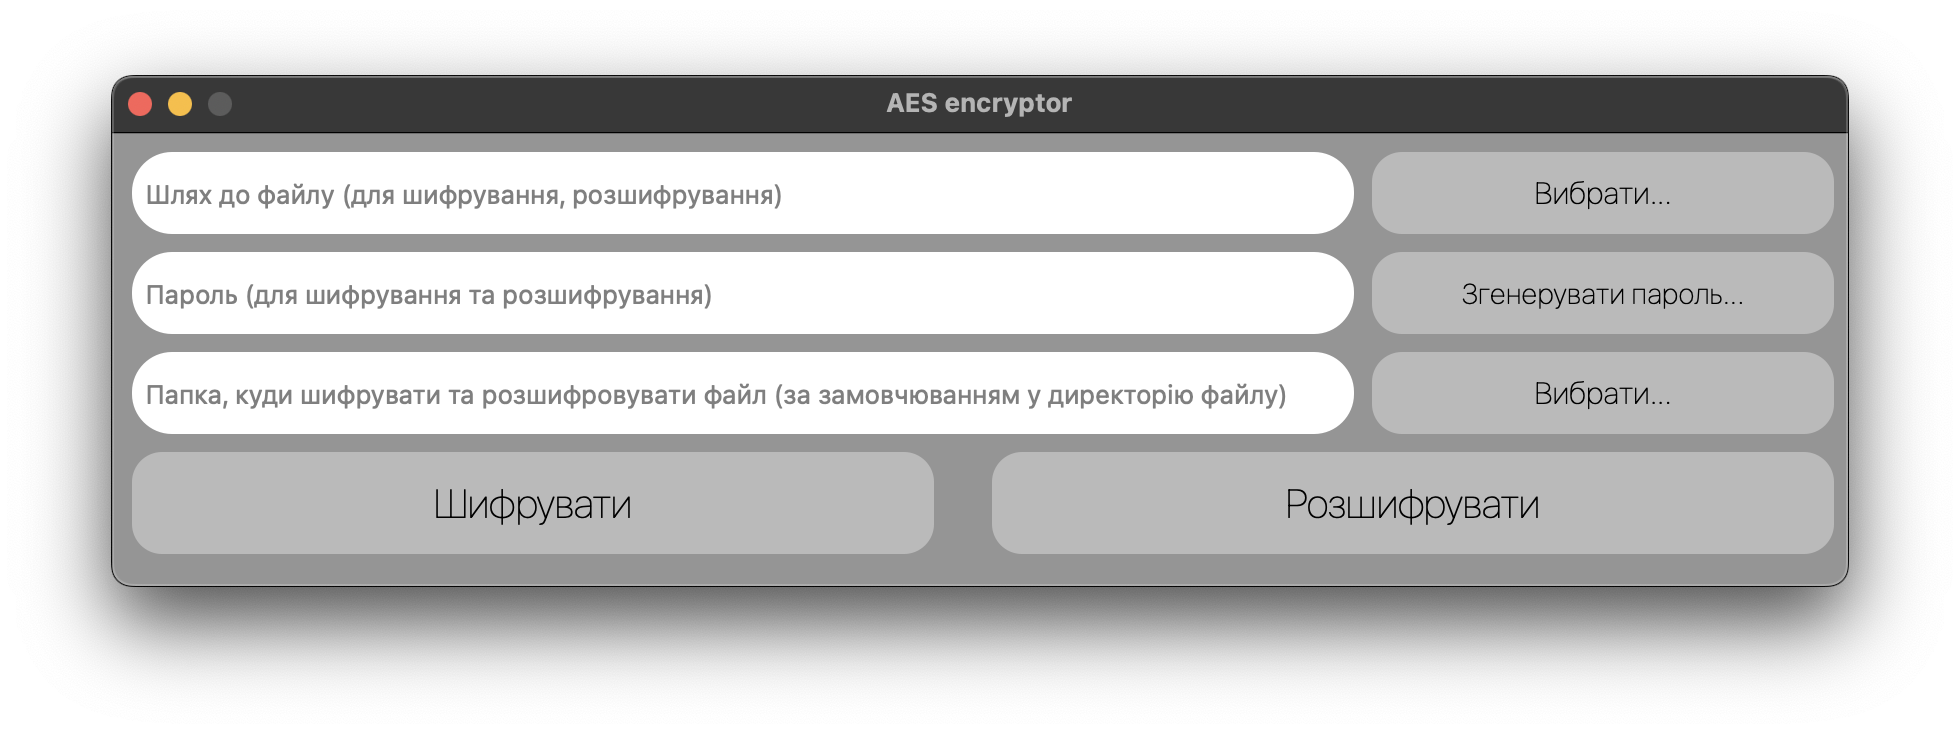 AES encryptor
Шлях до файлу (для шифрування, розшифрування)
Вибрати...
Пароль (для шифрування та розшифрування)
Згенерувати пароль...
Папка, куди шифрувати та розшифровувати файл (за замовчюванням у директорію файлу)
Вибрати...
Шифрувати
Розшифрувати